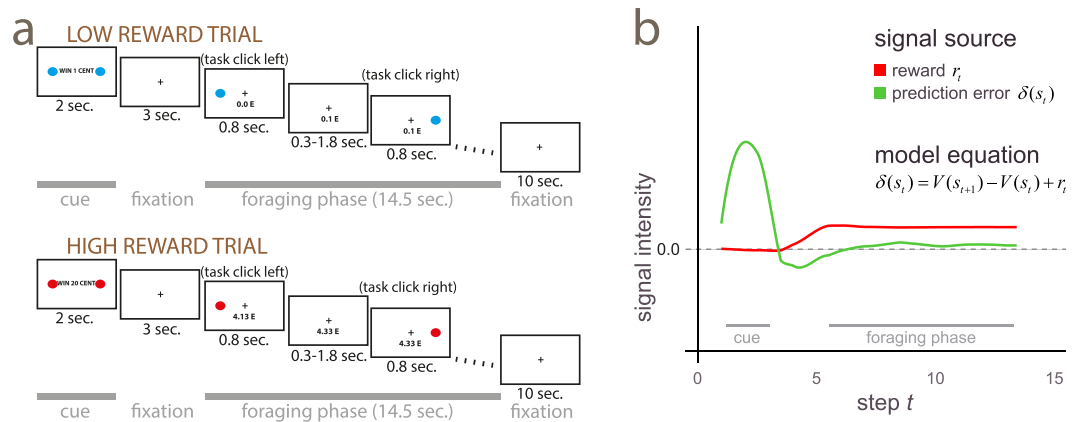 a
LOW REWARD TRIAL
WIN 1 CENT
2 sec.
+
3 sec.
(task click left)
+
0.0 E
0.8 sec.
+
0.1 E
0.3-1.8 sec.
(task click right)
+
0.1 E
0.8 sec.
+
10 sec.
cue
fixation
foraging phase (14.5 sec.)
fixation
HIGH REWARD TRIAL
WIN 20 CENT
2 sec.
+
3 sec.
(task click left)
+
4.13 E
0.8 sec.
+
4.33 E
0.3-1.8 sec.
(task click right)
+
4.33 E
0.8 sec.
+
10 sec.
cue
fixation
foraging phase (14.5 sec.)
fixation
b
signal source
reward r_t
prediction error δ(s_t)
model equation
δ(s_t) = V(s_{t+1}) − V(s_t) + r_t
signal intensity
0.0
cue
foraging phase
0
5
10
15
step t